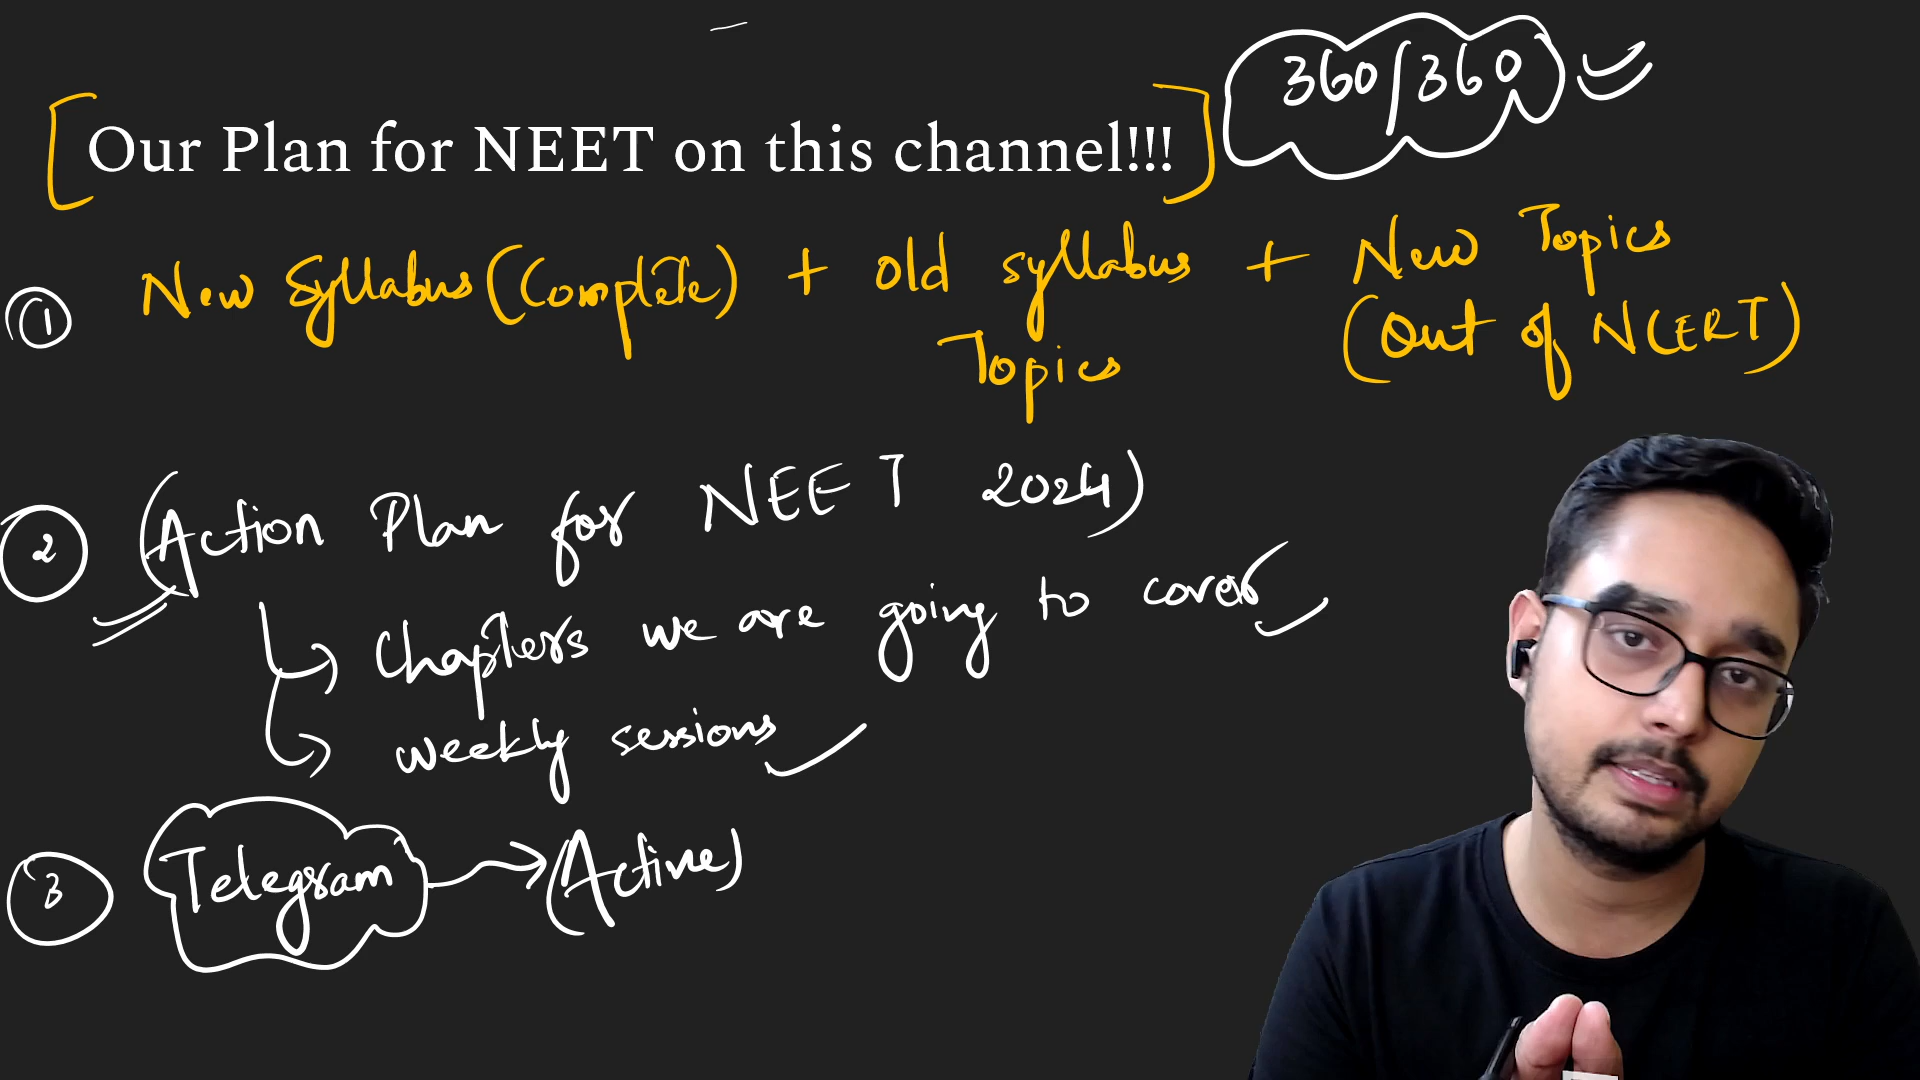 360/360
Our Plan for NEET on this channel!!!
1 New Syllabus (Complete) + Old syllabus Topics + New Topics (Out of NCERT)
2 (Action Plan for NEET 2024)
Chapters we are going to cover
weekly sessions
3 Telegram → (Active)